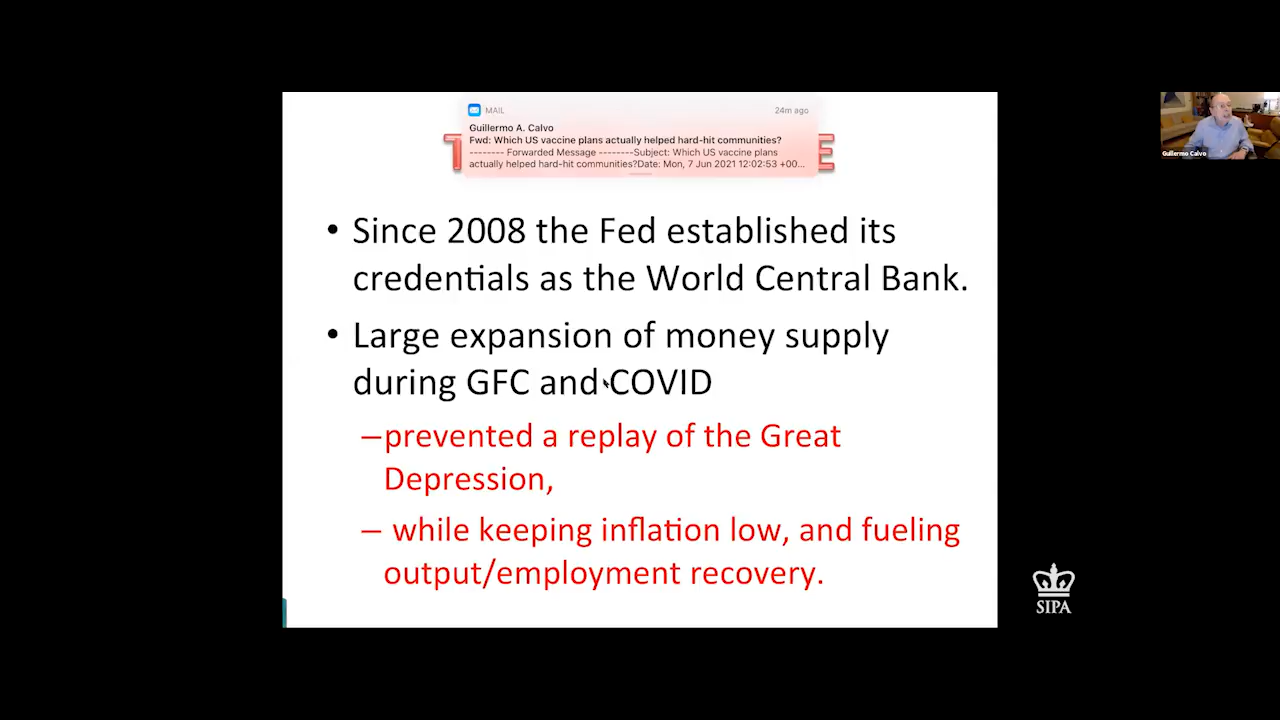 MAIL 24m ago
Guillermo A. Calvo
Fwd: Which US vaccine plans actually helped hard-hit communities?
-------- Forwarded Message --------Subject: Which US vaccine plans
actually helped hard-hit communities?Date: Mon, 7 Jun 2021 12:02:53 +00...
• Since 2008 the Fed established its
credentials as the World Central Bank.
• Large expansion of money supply
during GFC and COVID
–prevented a replay of the Great
Depression,
– while keeping inflation low, and fueling
output/employment recovery.
Guillermo Calvo
SIPA